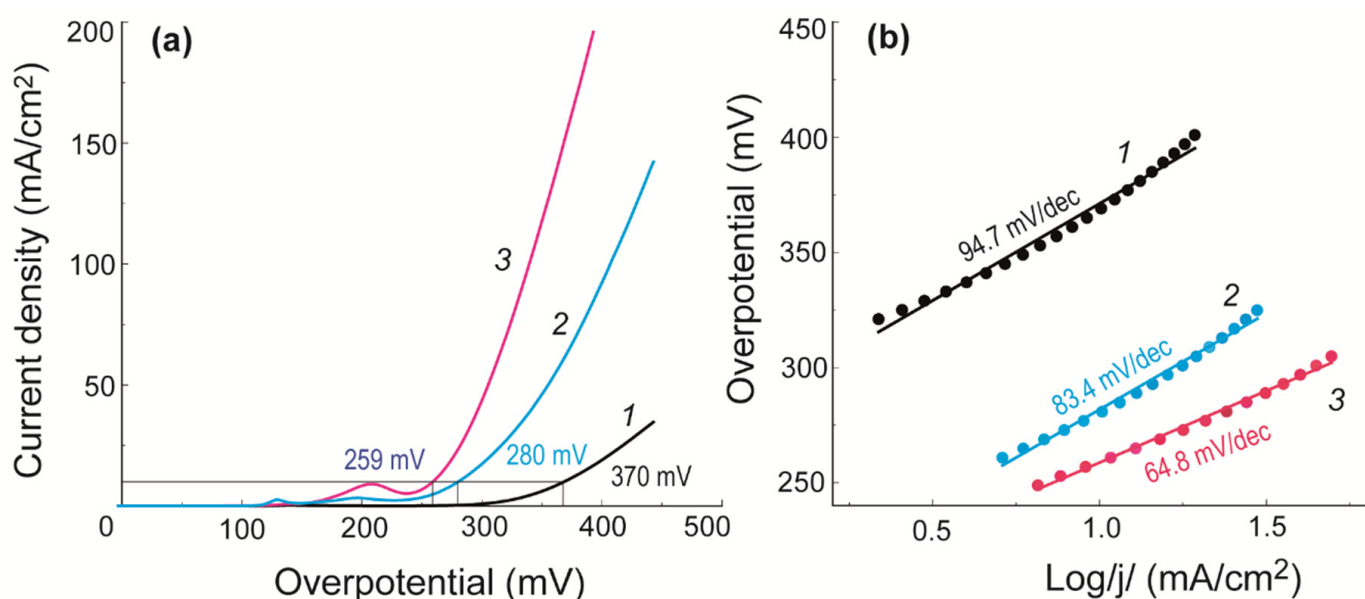 (a)
Current density (mA/cm²)
200
150
100
50
0
100
200
300
400
500
3
2
1
259 mV
280 mV
370 mV
Overpotential (mV)
(b)
Overpotential (mV)
450
400
350
300
250
0.5
1.0
1.5
1
94.7 mV/dec
2
83.4 mV/dec
3
64.8 mV/dec
Log/j/ (mA/cm²)